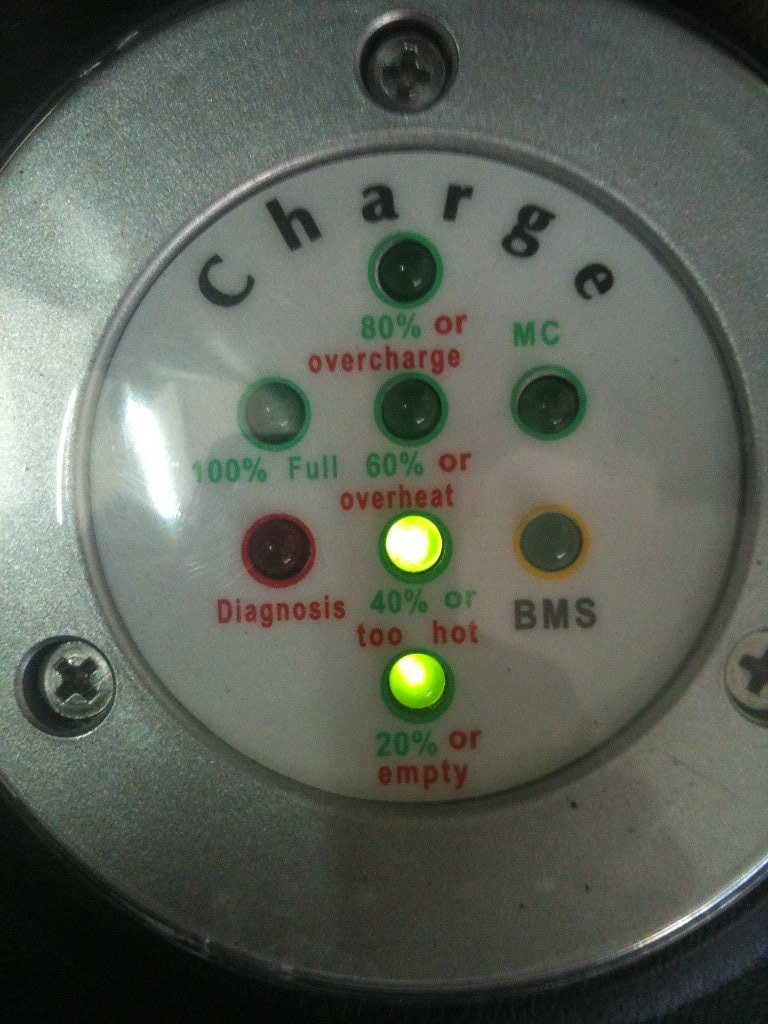 Charge
80% or
overcharge
MC
100% Full
60% or
overheat
Diagnosis
40% or
too hot
BMS
20% or
empty